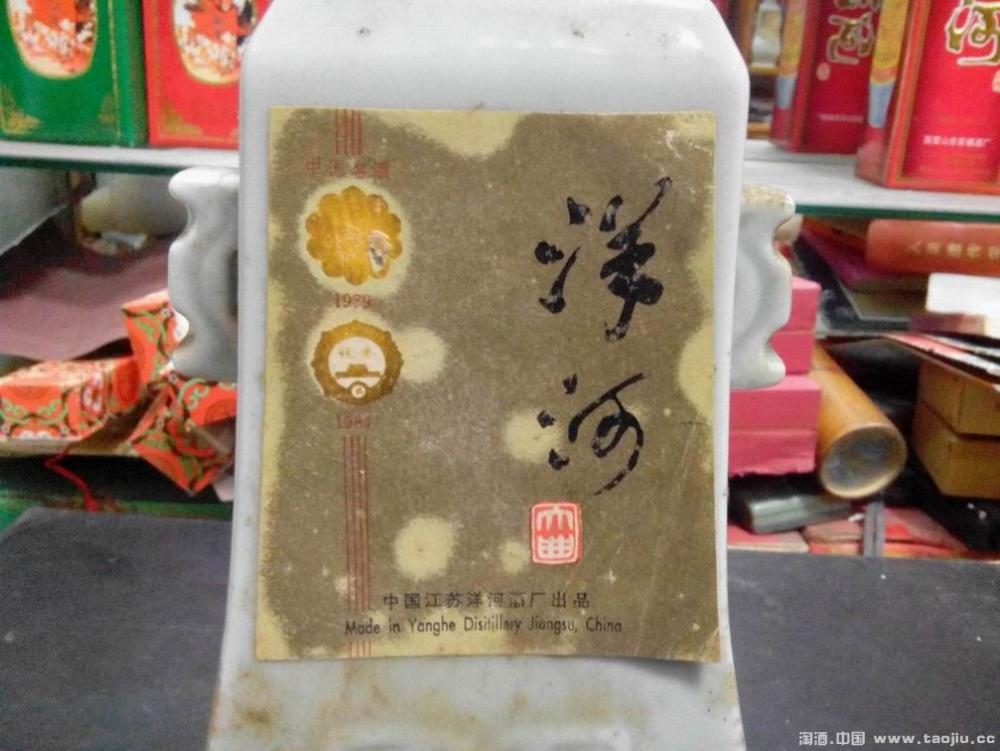 中国名酒
1979
1984
洋河
大曲
中国江苏洋河酒厂出品
Made in Yanghe Disitillery Jiangsu, China
淘酒.中国 www.taojiu.cc